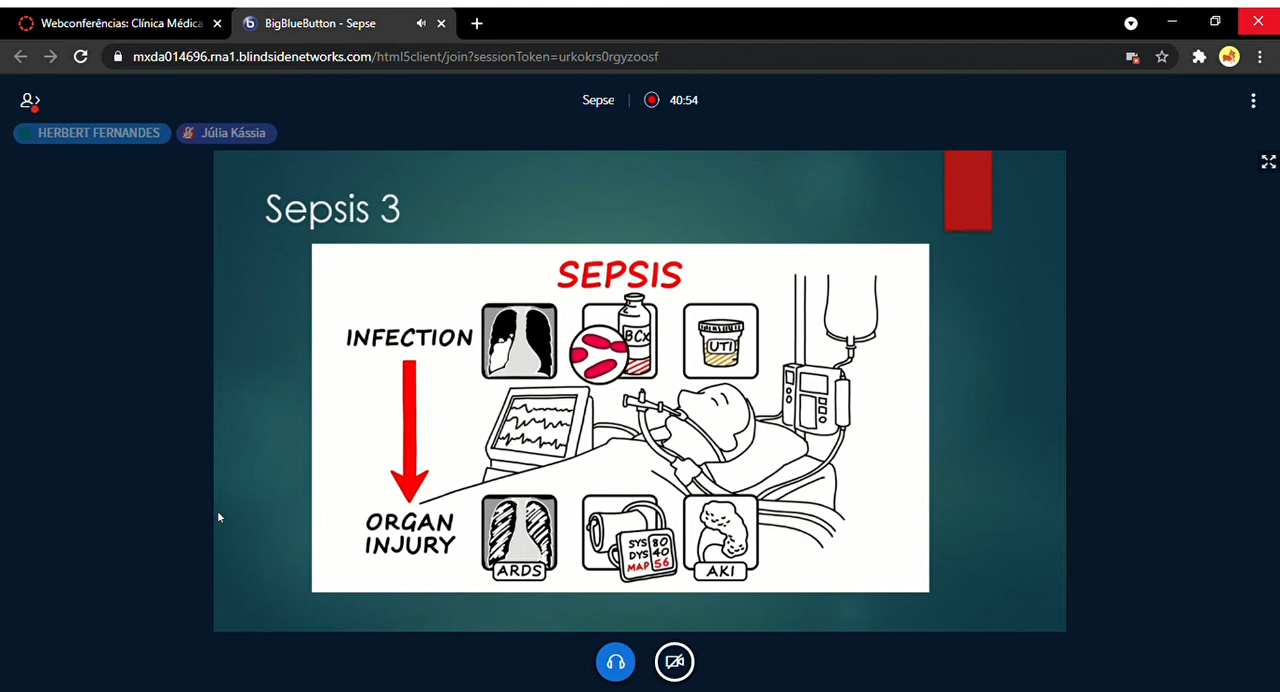 Webconferências: Clínica Médica
BigBlueButton - Sepse
mxda014696.rna1.blindsidenetworks.com/html5client/join?sessionToken=urkokrs0rgyzoosf
Sepse
40:54
HERBERT FERNANDES
Júlia Kássia
Sepsis 3
SEPSIS
INFECTION
BCx
UTI
ORGAN
INJURY
ARDS
SYS 80
DYS 40
MAP 56
AKI